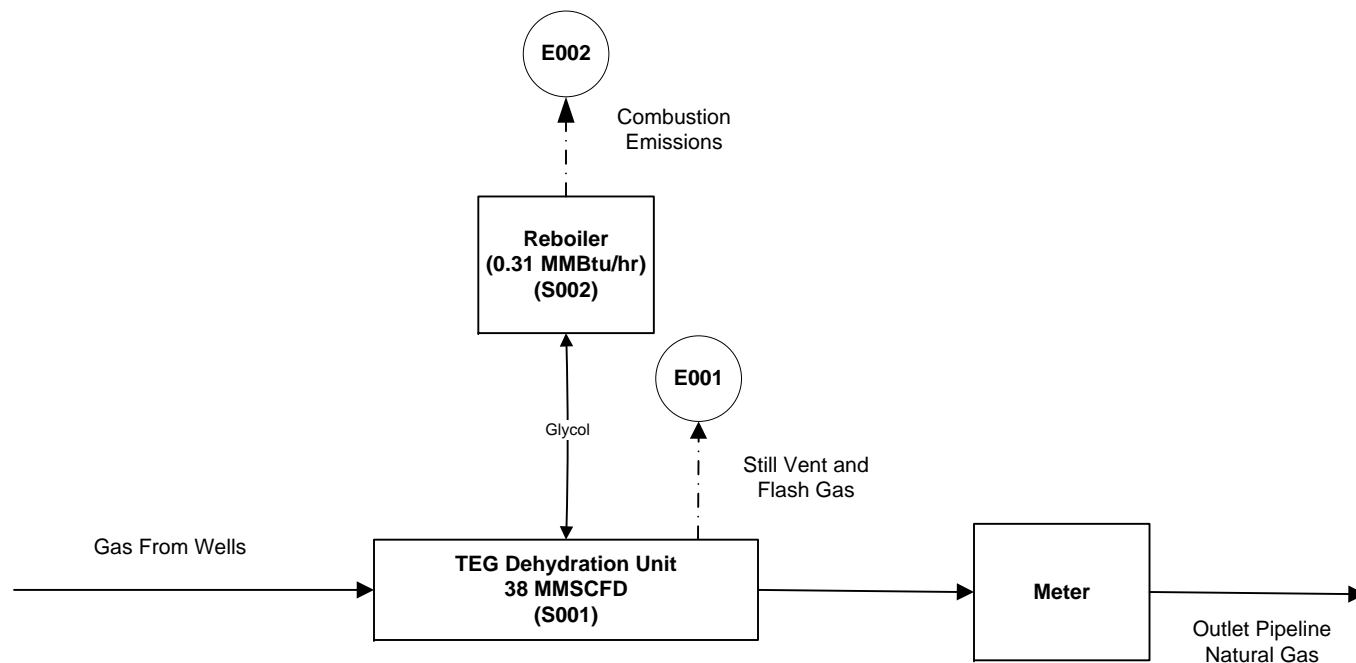 E002
Combustion
Emissions
Reboiler
(0.31 MMBtu/hr)
(S002)
E001
Glycol
Still Vent and
Flash Gas
Gas From Wells
TEG Dehydration Unit
38 MMSCFD
(S001)
Meter
Outlet Pipeline
Natural Gas